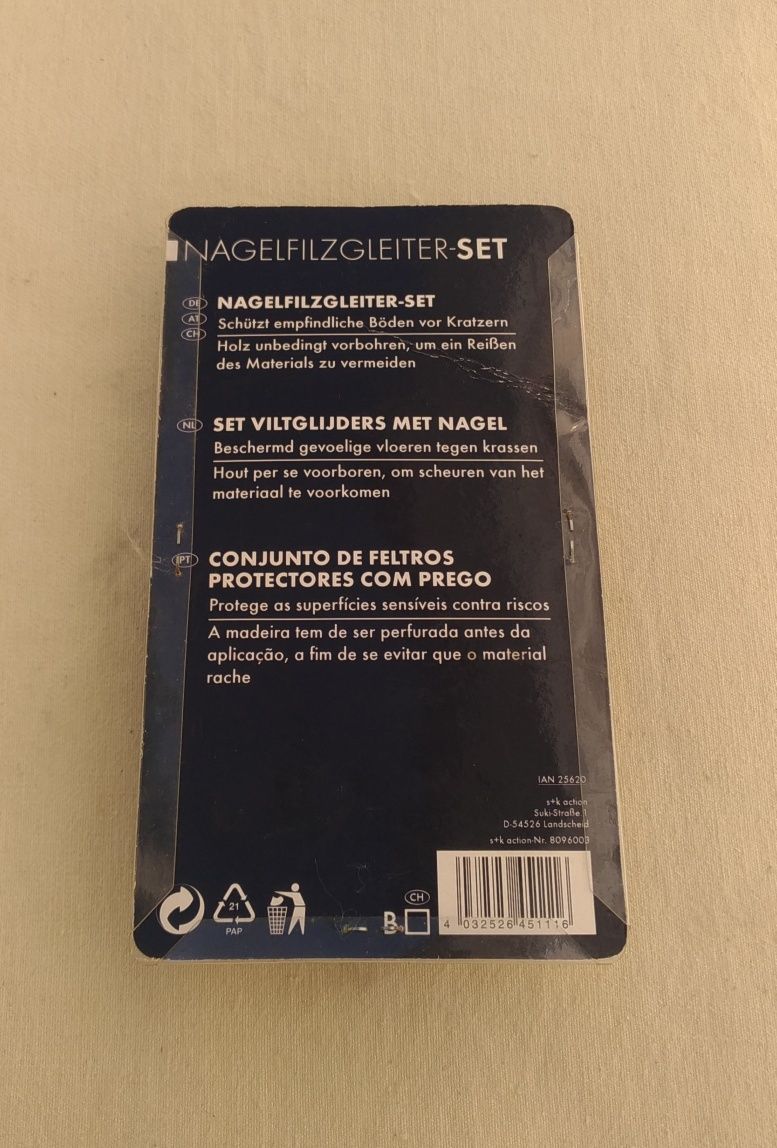 NAGELFILZGLEITER-SET
DE NAGELFILZGLEITER-SET
AT Schützt empfindliche Böden vor Kratzern
CH Holz unbedingt vorbohren, um ein Reißen
des Materials zu vermeiden
NL SET VILTGLIJDERS MET NAGEL
Beschermd gevoelige vloeren tegen krassen
Hout per se voorboren, om scheuren van het
materiaal te voorkomen
PT CONJUNTO DE FELTROS
PROTECTORES COM PREGO
Protege as superfícies sensíveis contra riscos
A madeira tem de ser perfurada antes da
aplicação, a fim de se evitar que o material
rache
IAN 25620
s+k action
Suki-Straße 1
D-54526 Landscheid
s+k action-Nr. 8096003
21
PAP
CH
B
4 032526 451116